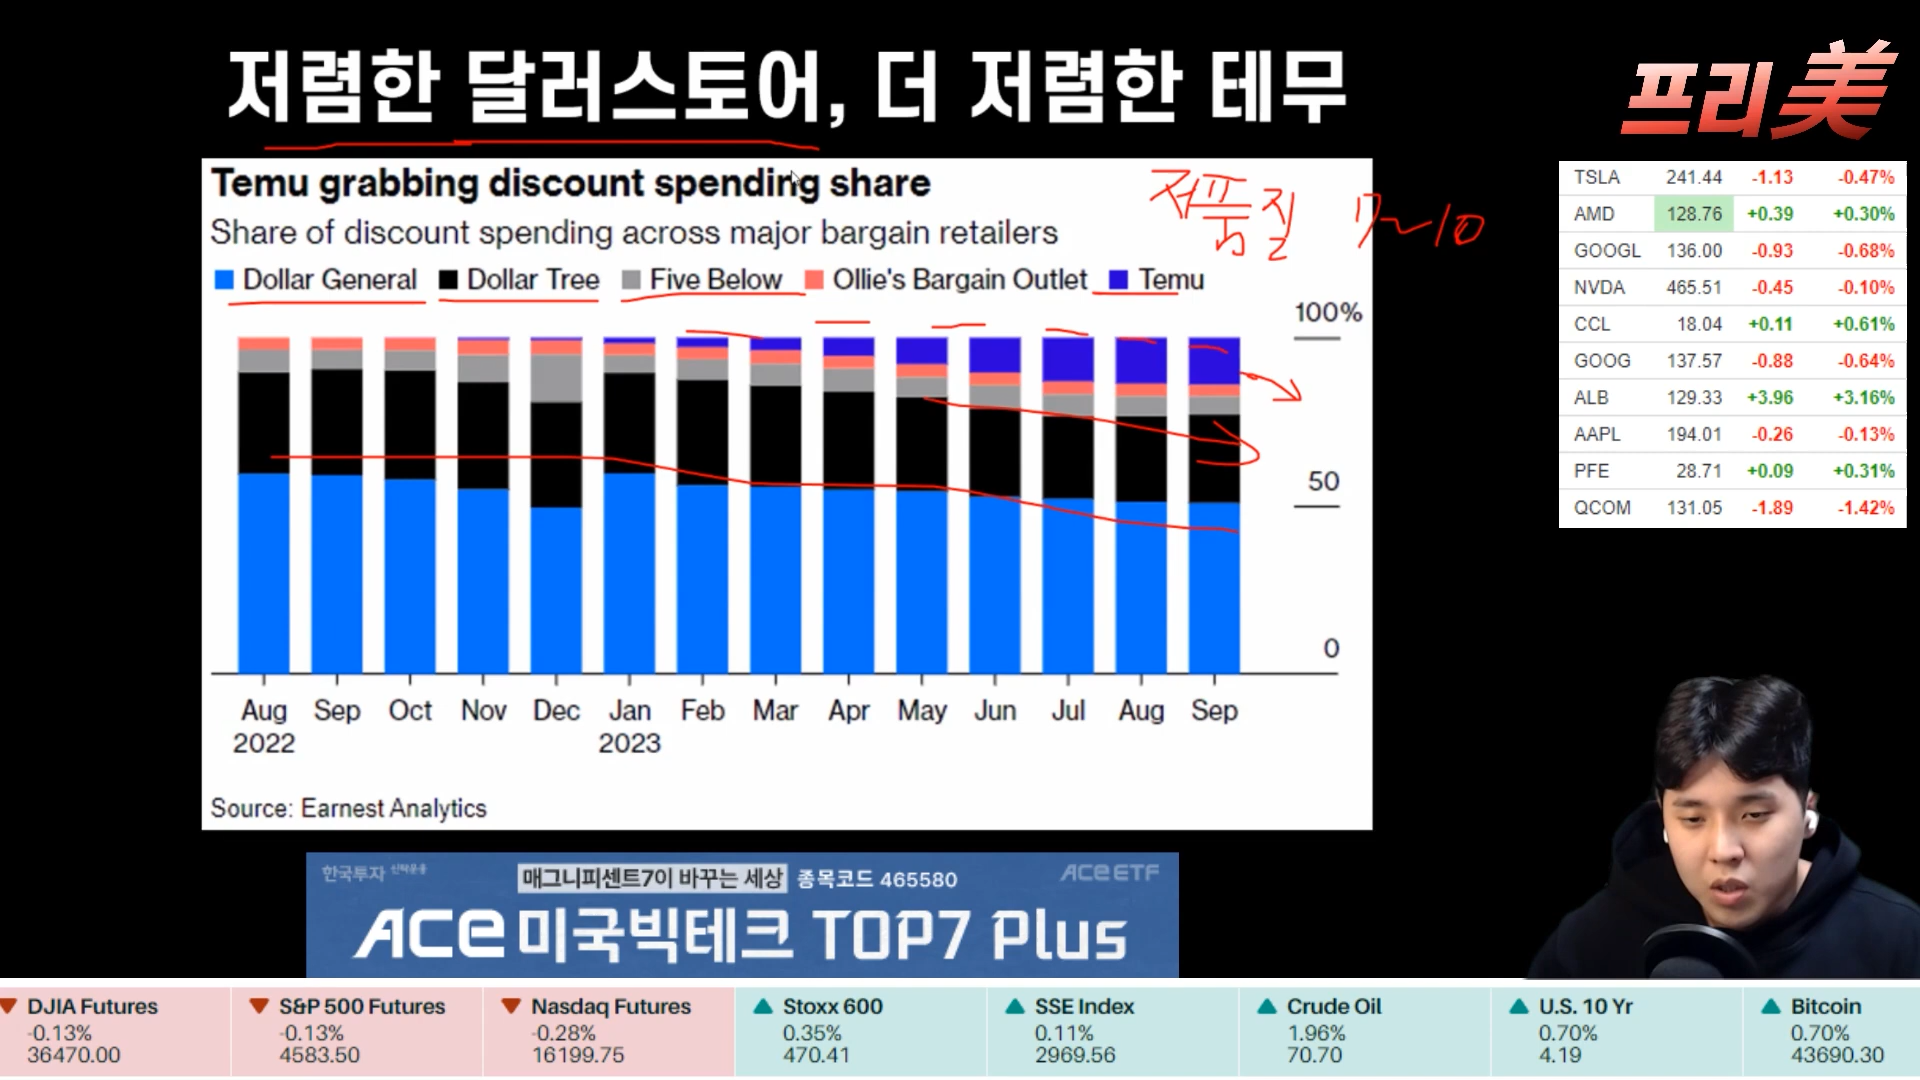 저렴한 달러스토어, 더 저렴한 테무
프리美
Temu grabbing discount spending share
Share of discount spending across major bargain retailers
저품질 7~10
Dollar General Dollar Tree Five Below Ollie's Bargain Outlet Temu
100%
50
0
Aug Sep Oct Nov Dec Jan Feb Mar Apr May Jun Jul Aug Sep
2022 2023
Source: Earnest Analytics
TSLA 241.44 -1.13 -0.47%
AMD 128.76 +0.39 +0.30%
GOOGL 136.00 -0.93 -0.68%
NVDA 465.51 -0.45 -0.10%
CCL 18.04 +0.11 +0.61%
GOOG 137.57 -0.88 -0.64%
ALB 129.33 +3.96 +3.16%
AAPL 194.01 -0.26 -0.13%
PFE 28.71 +0.09 +0.31%
QCOM 131.05 -1.89 -1.42%
한국투자 신탁운용
매그니피센트7이 바꾸는 세상 종목코드 465580
ACE ETF
ACE 미국빅테크 TOP7 Plus
DJIA Futures
-0.13%
36470.00
S&P 500 Futures
-0.13%
4583.50
Nasdaq Futures
-0.28%
16199.75
Stoxx 600
0.35%
470.41
SSE Index
0.11%
2969.56
Crude Oil
1.96%
70.70
U.S. 10 Yr
0.70%
4.19
Bitcoin
0.70%
43690.30